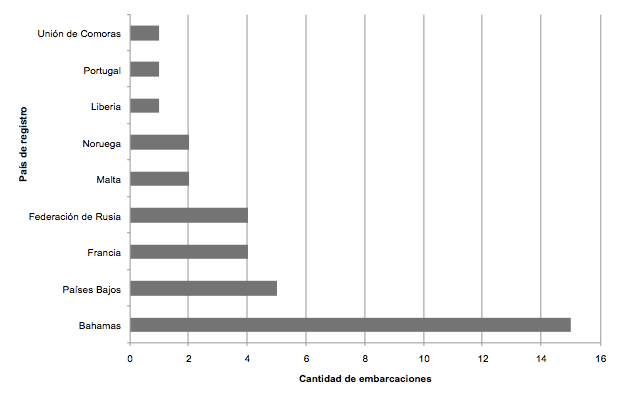 Unión de Comoras
Portugal
Liberia
Noruega
Malta
Federación de Rusia
Francia
Países Bajos
Bahamas
País de registro
0 2 4 6 8 10 12 14 16
Cantidad de embarcaciones